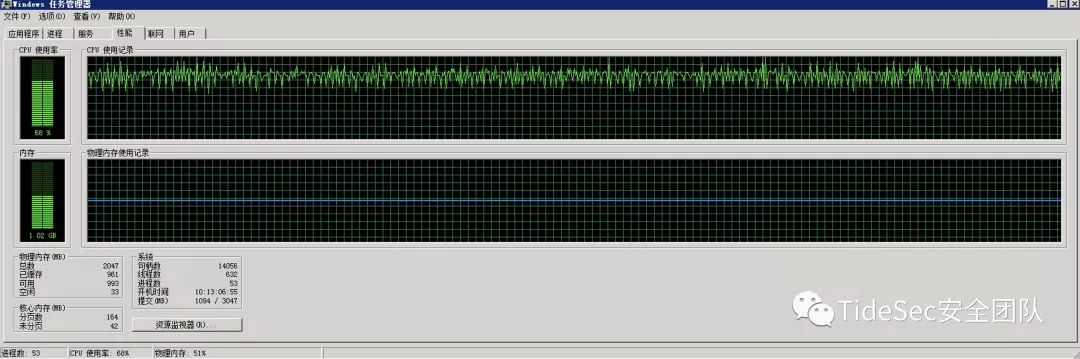 Windows 任务管理器
文件(F) 选项(O) 查看(V) 帮助(H)
应用程序 进程 服务 性能 联网 用户
CPU 使用率 CPU 使用记录
68 %
内存 物理内存使用记录
1.02 GB
物理内存(MB) 系统
总数 2047 句柄数 14056
已缓存 961 线程数 632
可用 993 进程数 53
空闲 33 开机时间 10:13:06:55
提交(MB) 1094 / 3047
核心内存(MB)
分页数 164
未分页 42
资源监视器(R)...
TideSec安全团队
进程数: 53 CPU 使用率: 68% 物理内存: 51%